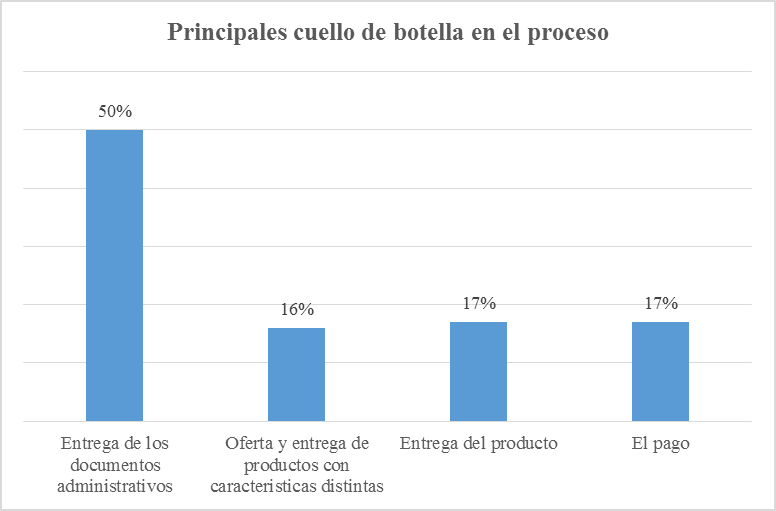 Principales cuello de botella en el proceso
50%
16%
17%
17%
Entrega de los
documentos
administrativos
Oferta y entrega de
productos con
caracteristicas distintas
Entrega del producto
El pago